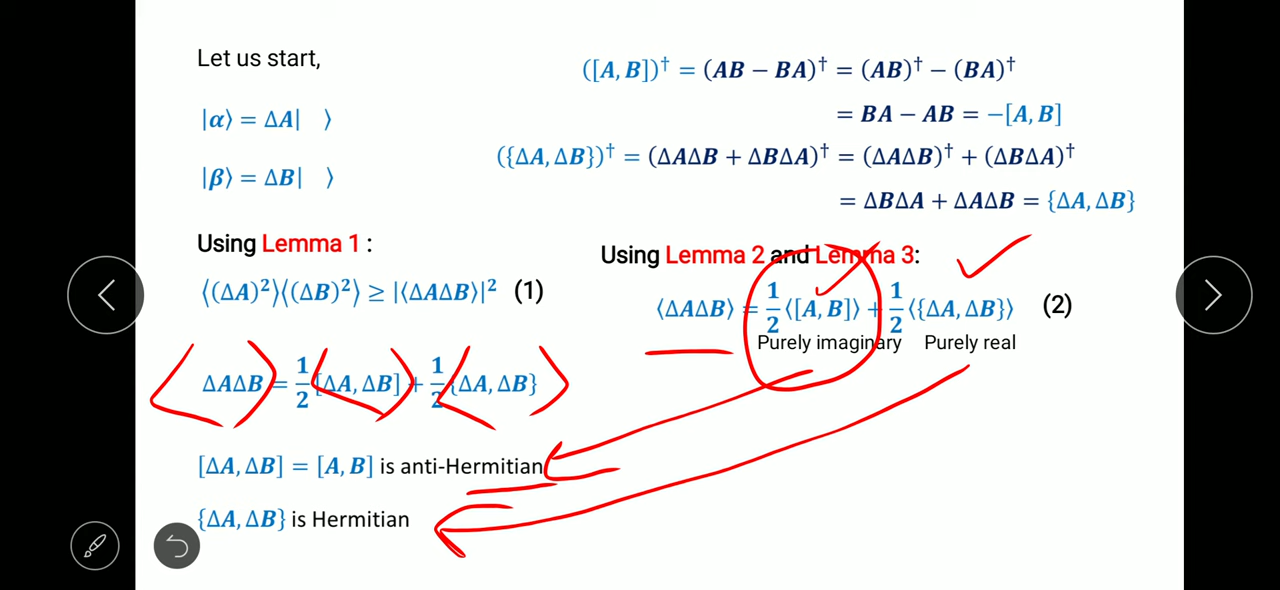 Let us start,
|α⟩ = ΔA| ⟩
|β⟩ = ΔB| ⟩
Using Lemma 1 :
⟨(ΔA)²⟩⟨(ΔB)²⟩ ≥ |⟨ΔAΔB⟩|² (1)
ΔAΔB = 1/2 [ΔA, ΔB] + 1/2 {ΔA, ΔB}
[ΔA, ΔB] = [A, B] is anti-Hermitian
{ΔA, ΔB} is Hermitian
([A, B])† = (AB − BA)† = (AB)† − (BA)†
= BA − AB = −[A, B]
({ΔA, ΔB})† = (ΔAΔB + ΔBΔA)† = (ΔAΔB)† + (ΔBΔA)†
= ΔBΔA + ΔAΔB = {ΔA, ΔB}
Using Lemma 2 and Lemma 3:
⟨ΔAΔB⟩ = 1/2 ⟨[A, B]⟩ + 1/2 ⟨{ΔA, ΔB}⟩ (2)
Purely imaginary Purely real